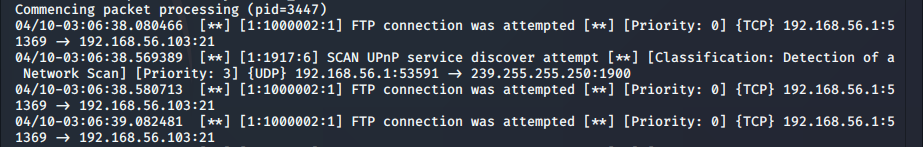 Commencing packet processing (pid=3447)
04/10-03:06:38.080466  [**] [1:1000002:1] FTP connection was attempted [**] [Priority: 0] {TCP} 192.168.56.1:5
1369 → 192.168.56.103:21
04/10-03:06:38.569389  [**] [1:1917:6] SCAN UPnP service discover attempt [**] [Classification: Detection of a
 Network Scan] [Priority: 3] {UDP} 192.168.56.1:53591 → 239.255.255.250:1900
04/10-03:06:38.580713  [**] [1:1000002:1] FTP connection was attempted [**] [Priority: 0] {TCP} 192.168.56.1:5
1369 → 192.168.56.103:21
04/10-03:06:39.082481  [**] [1:1000002:1] FTP connection was attempted [**] [Priority: 0] {TCP} 192.168.56.1:5
1369 → 192.168.56.103:21